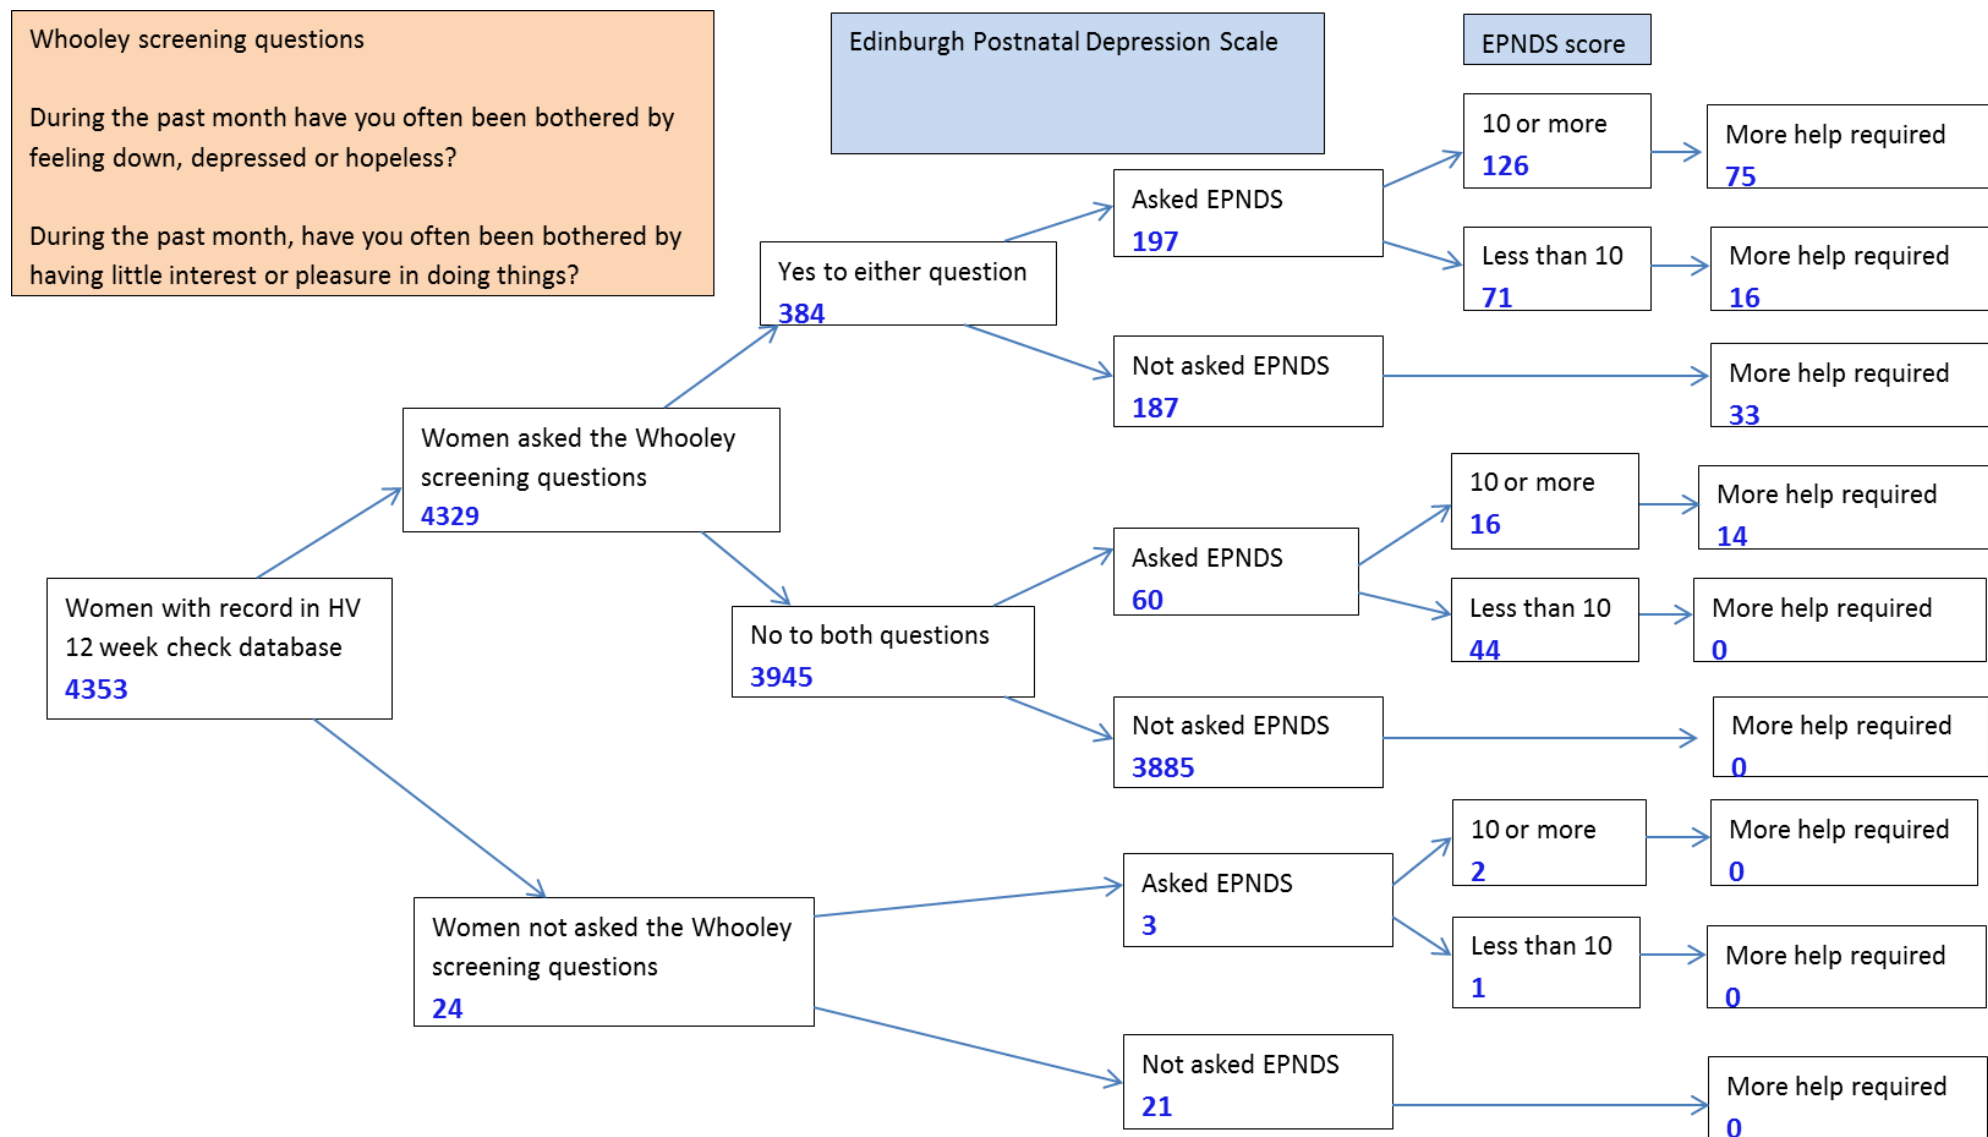 Whooley screening questions
During the past month have you often been bothered by
feeling down, depressed or hopeless?
During the past month, have you often been bothered by
having little interest or pleasure in doing things?
Edinburgh Postnatal Depression Scale
EPNDS score
Women with record in HV
12 week check database
4353
Women asked the Whooley
screening questions
4329
Yes to either question
384
Asked EPNDS
197
10 or more
126
More help required
75
Less than 10
71
More help required
16
Not asked EPNDS
187
More help required
33
No to both questions
3945
Asked EPNDS
60
10 or more
16
More help required
14
Less than 10
44
More help required
0
Not asked EPNDS
3885
More help required
0
Women not asked the Whooley
screening questions
24
Asked EPNDS
3
10 or more
2
More help required
0
Less than 10
1
More help required
0
Not asked EPNDS
21
More help required
0